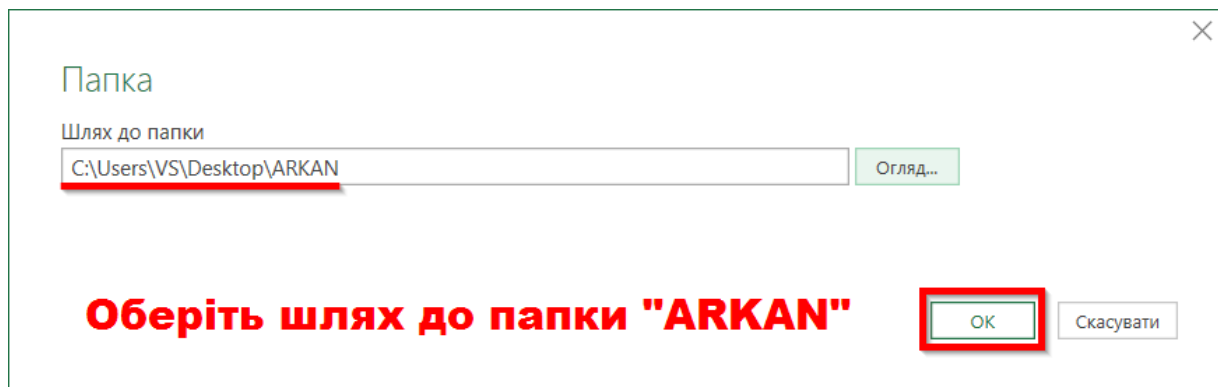 Папка
Шлях до папки
C:\Users\VS\Desktop\ARKAN
Огляд...
Оберіть шлях до папки "ARKAN"
ОК
Скасувати